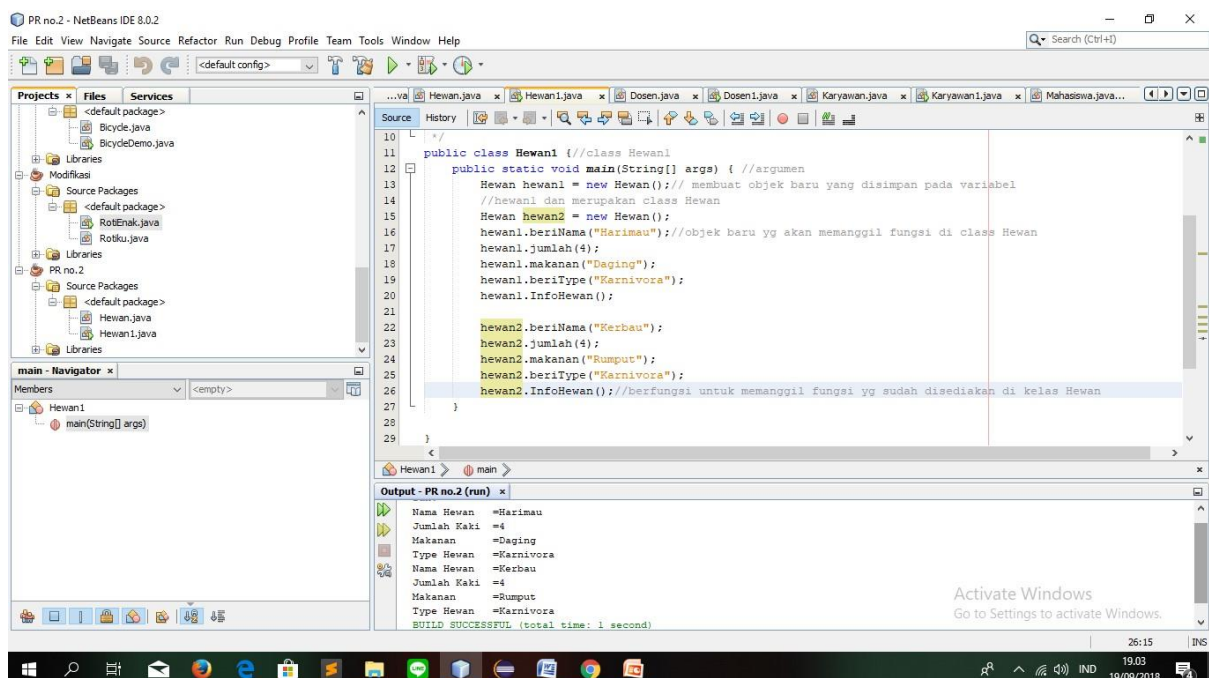 PR no.2 - NetBeans IDE 8.0.2
File Edit View Navigate Source Refactor Run Debug Profile Team Tools Window Help
Search (Ctrl+I)
<default config>
Projects Files Services
<default package>
Bicycle.java
BicycleDemo.java
Libraries
Modifikasi
Source Packages
<default package>
RotiEnak.java
Rotiku.java
Libraries
PR no.2
Source Packages
<default package>
Hewan.java
Hewan1.java
Libraries
main - Navigator
Members
<empty>
Hewan1
main(String[] args)
...va Hewan.java Hewan1.java Dosen.java Dosen1.java Karyawan.java Karyawan1.java Mahasiswa.java...
Source History
10 */
11 public class Hewan1 {//class Hewan1
12 public static void main(String[] args) { //argumen
13 Hewan hewan1 = new Hewan();// membuat objek baru yang disimpan pada variabel
14 //hewan1 dan merupakan class Hewan
15 Hewan hewan2 = new Hewan();
16 hewan1.beriNama("Harimau");//objek baru yg akan memanggil fungsi di class Hewan
17 hewan1.jumlah(4);
18 hewan1.makanan("Daging");
19 hewan1.beriType("Karnivora");
20 hewan1.InfoHewan();
21
22 hewan2.beriNama("Kerbau");
23 hewan2.jumlah(4);
24 hewan2.makanan("Rumput");
25 hewan2.beriType("Karnivora");
26 hewan2.InfoHewan();//berfungsi untuk memanggil fungsi yg sudah disediakan di kelas Hewan
27 }
28
29 }
Hewan1 main
Output - PR no.2 (run)
Nama Hewan =Harimau
Jumlah Kaki =4
Makanan =Daging
Type Hewan =Karnivora
Nama Hewan =Kerbau
Jumlah Kaki =4
Makanan =Rumput
Type Hewan =Karnivora
BUILD SUCCESSFUL (total time: 1 second)
Activate Windows
Go to Settings to activate Windows.
26:15 INS
IND
19.03
19/09/2018